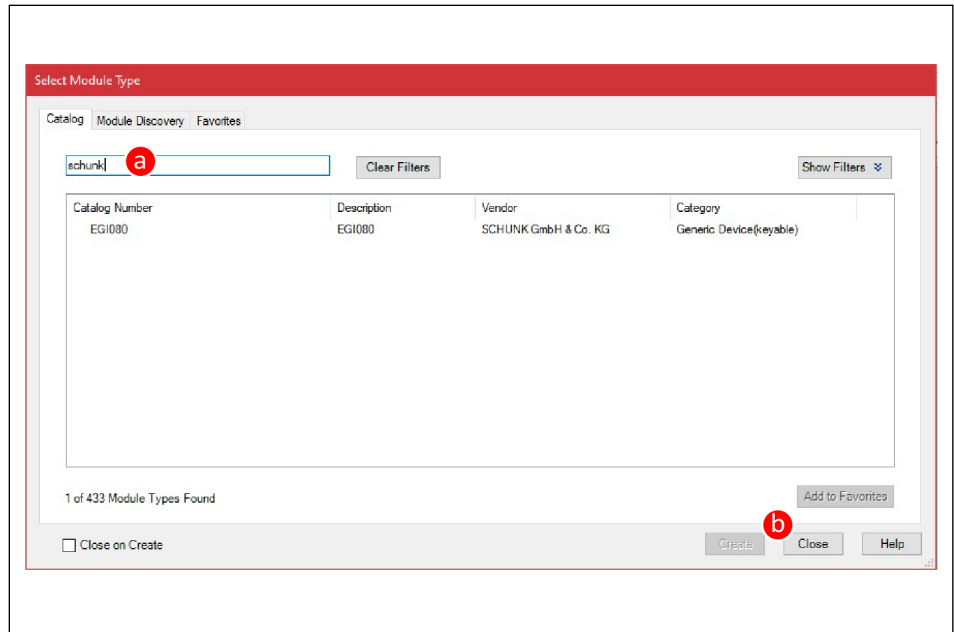 Select Module Type
Catalog Module Discovery Favorites
schunk a Clear Filters Show Filters
Catalog Number Description Vendor Category
EGI080 EGI080 SCHUNK GmbH & Co. KG Generic Device(keyable)
1 of 433 Module Types Found Add to Favorites
b
Close on Create Create Close Help